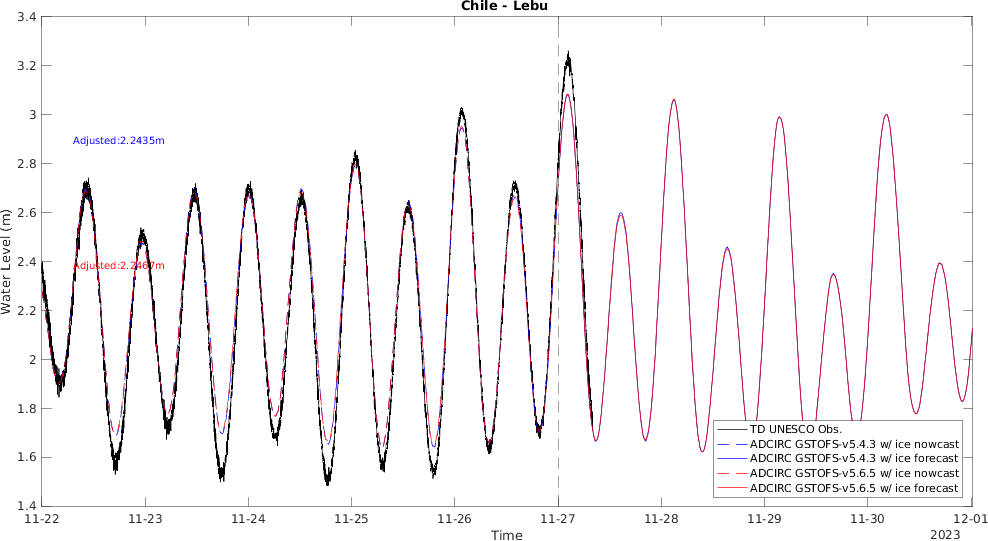 Chile - Lebu
3.4
3.2
3
2.8
2.6
2.4
2.2
2
1.8
1.6
1.4
Water Level (m)
Adjusted:2.2435m
Adjusted:2.2467m
TD UNESCO Obs.
ADCIRC GSTOFS-v5.4.3 w/ ice nowcast
ADCIRC GSTOFS-v5.4.3 w/ ice forecast
ADCIRC GSTOFS-v5.6.5 w/ ice nowcast
ADCIRC GSTOFS-v5.6.5 w/ ice forecast
11-22 11-23 11-24 11-25 11-26 11-27 11-28 11-29 11-30 12-01
Time
2023